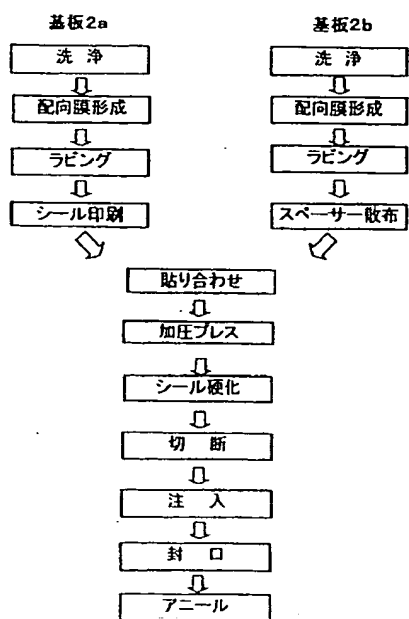 基板2a
洗 浄
配向膜形成
ラビング
シール印刷
基板2b
洗 浄
配向膜形成
ラビング
スペーサー散布
貼り合わせ
加圧プレス
シール硬化
切 断
注 入
封 口
アニール